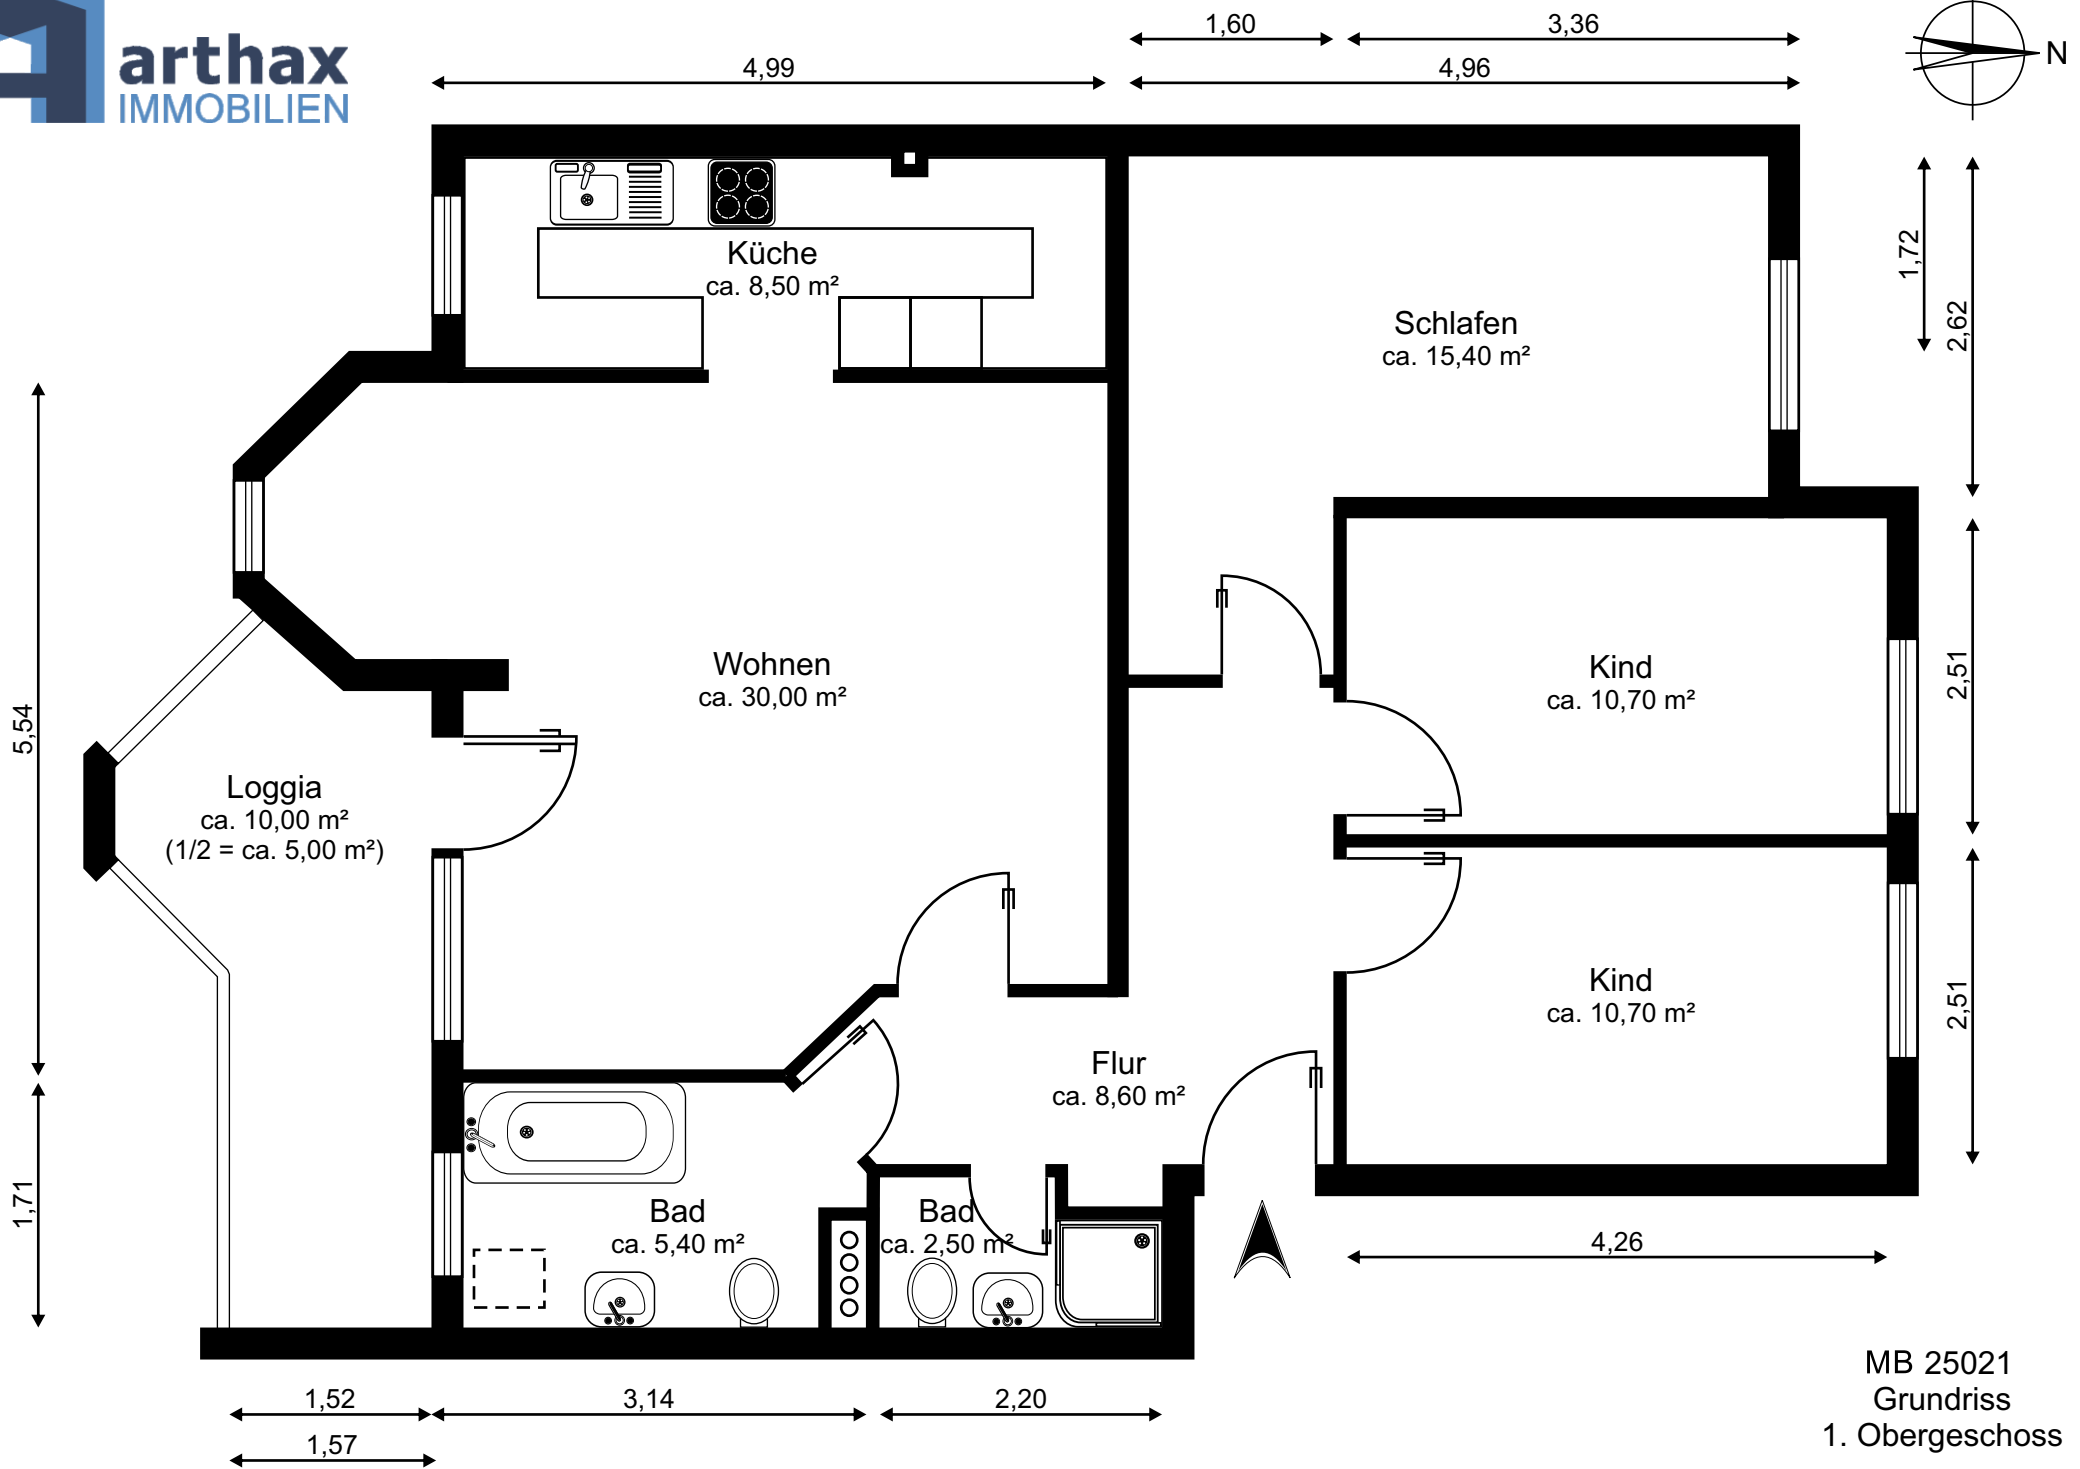 arthax
IMMOBILIEN
1,60
3,36
4,99
4,96
N
Küche
ca. 8,50 m²
1,72
2,62
Schlafen
ca. 15,40 m²
Wohnen
ca. 30,00 m²
Kind
ca. 10,70 m²
2,51
5,54
Loggia
ca. 10,00 m²
(1/2 = ca. 5,00 m²)
Kind
ca. 10,70 m²
2,51
Flur
ca. 8,60 m²
1,71
Bad
ca. 5,40 m²
Bad
ca. 2,50 m²
4,26
1,52
3,14
2,20
1,57
MB 25021
Grundriss
1. Obergeschoss